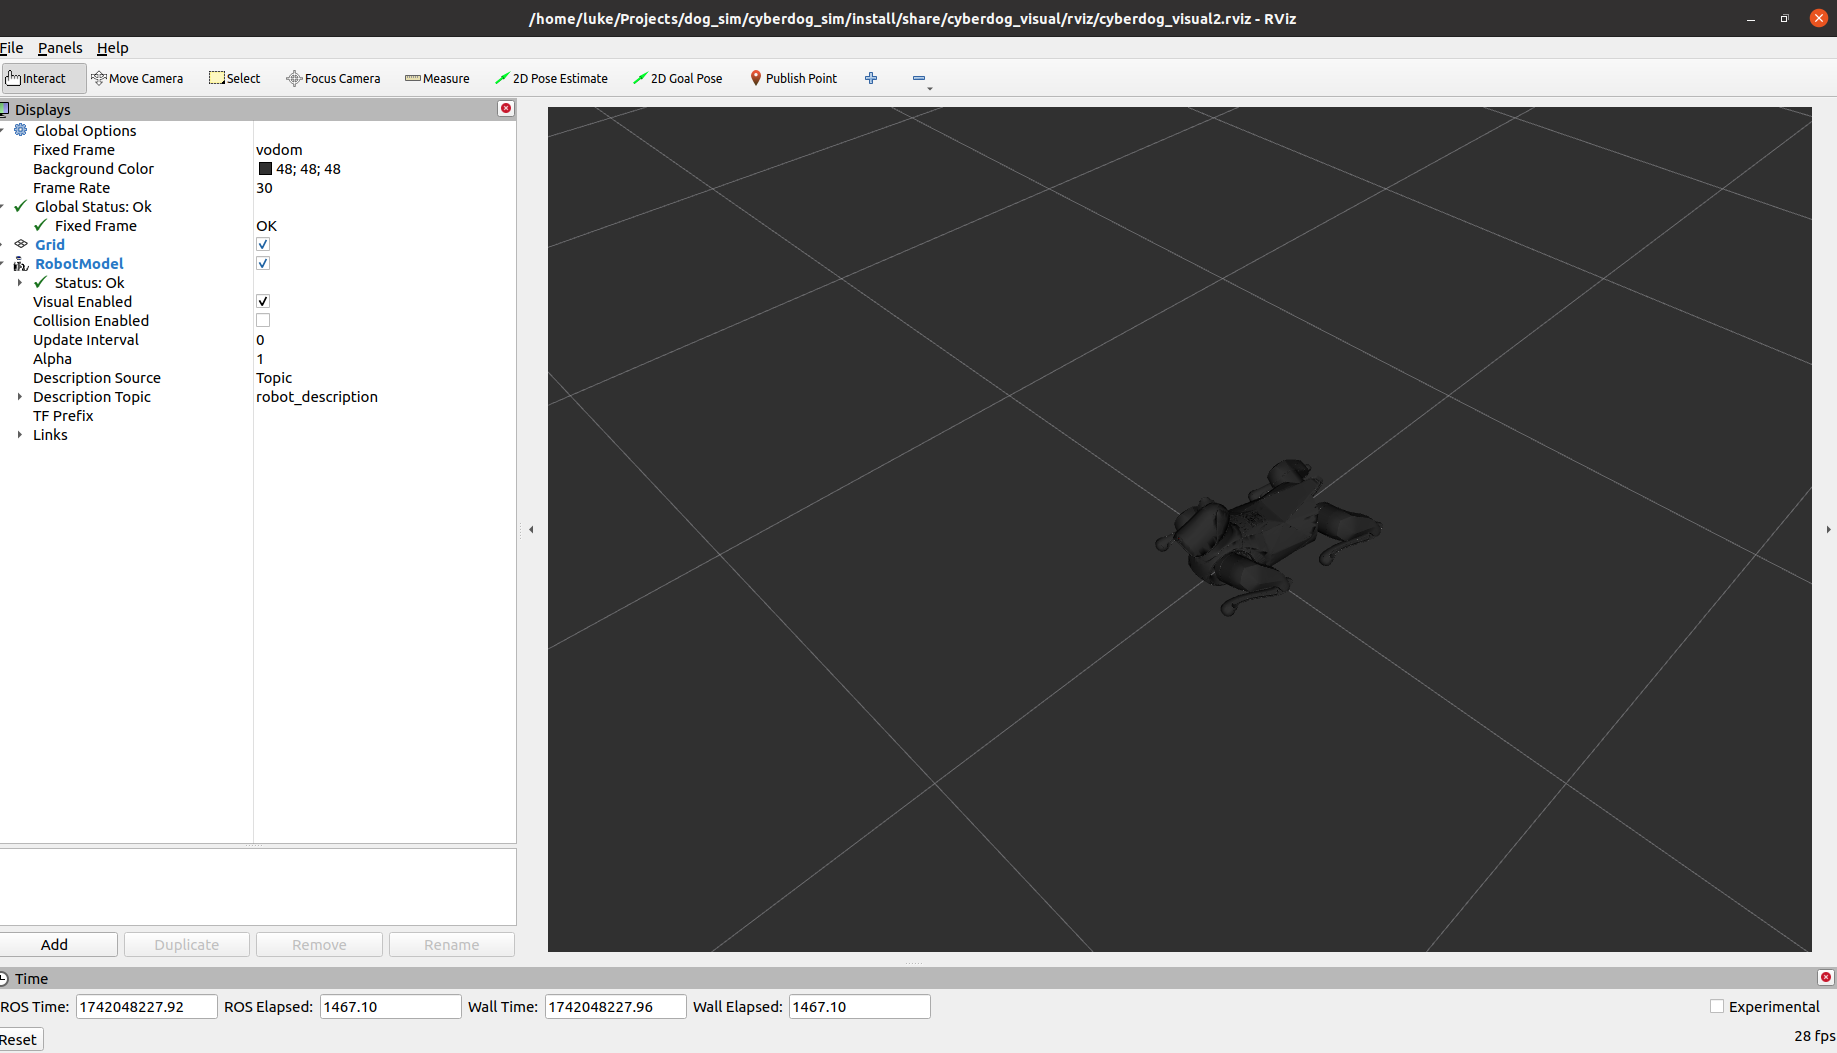 /home/luke/Projects/dog_sim/cyberdog_sim/install/share/cyberdog_visual/rviz/cyberdog_visual2.rviz - RViz
File Panels Help
Interact Move Camera Select Focus Camera Measure 2D Pose Estimate 2D Goal Pose Publish Point
Displays
Global Options
Fixed Frame vodom
Background Color 48; 48; 48
Frame Rate 30
Global Status: Ok
Fixed Frame OK
Grid
RobotModel
Status: Ok
Visual Enabled
Collision Enabled
Update Interval 0
Alpha 1
Description Source Topic
Description Topic robot_description
TF Prefix
Links
Add Duplicate Remove Rename
Time
ROS Time: 1742048227.92 ROS Elapsed: 1467.10 Wall Time: 1742048227.96 Wall Elapsed: 1467.10 Experimental
Reset 28 fps